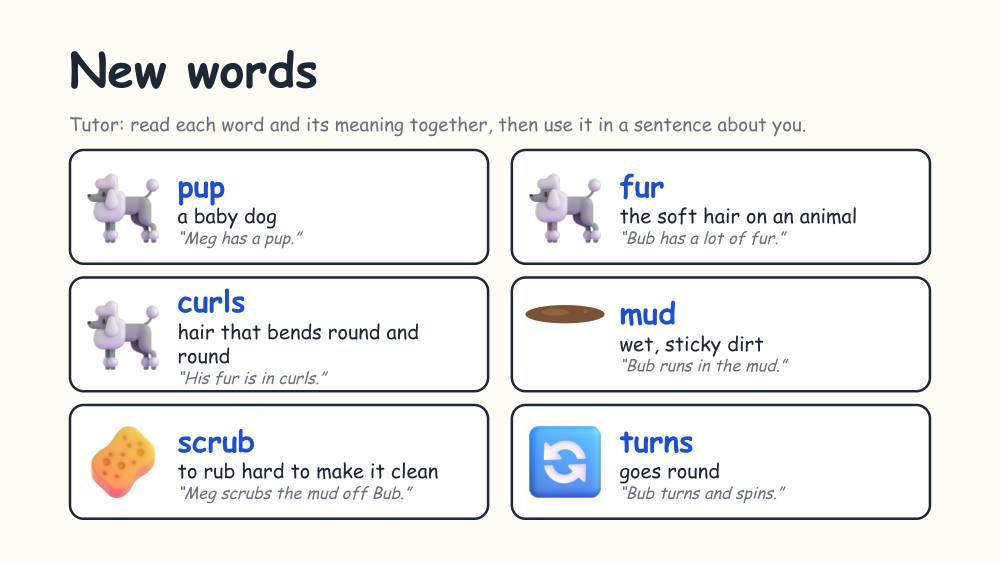 New words
Tutor: read each word and its meaning together, then use it in a sentence about you.
pup
a baby dog
"Meg has a pup."
fur
the soft hair on an animal
"Bub has a lot of fur."
curls
hair that bends round and
round
"His fur is in curls."
mud
wet, sticky dirt
"Bub runs in the mud."
scrub
to rub hard to make it clean
"Meg scrubs the mud off Bub."
turns
goes round
"Bub turns and spins."